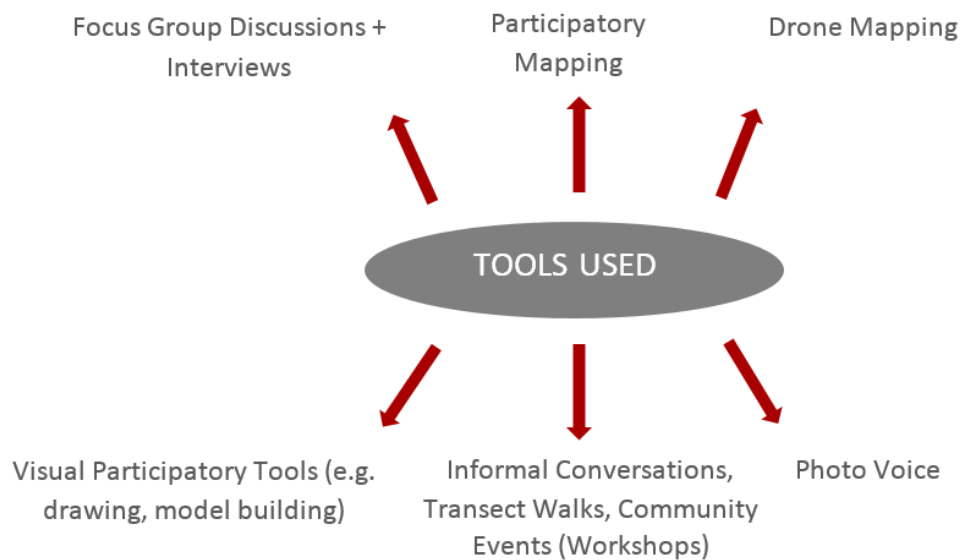 Focus Group Discussions +
Interviews
Participatory
Mapping
Drone Mapping
TOOLS USED
Visual Participatory Tools (e.g.
drawing, model building)
Informal Conversations,
Transect Walks, Community
Events (Workshops)
Photo Voice